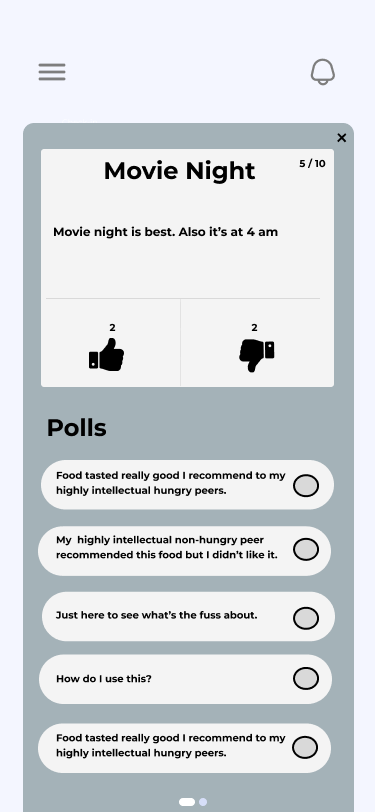 ×
Movie Night
5 / 10
Movie night is best. Also it’s at 4 am
2
2
Polls
Food tasted really good I recommend to my
highly intellectual hungry peers.
My  highly intellectual non-hungry peer
recommended this food but I didn’t like it.
Just here to see what’s the fuss about.
How do I use this?
Food tasted really good I recommend to my
highly intellectual hungry peers.